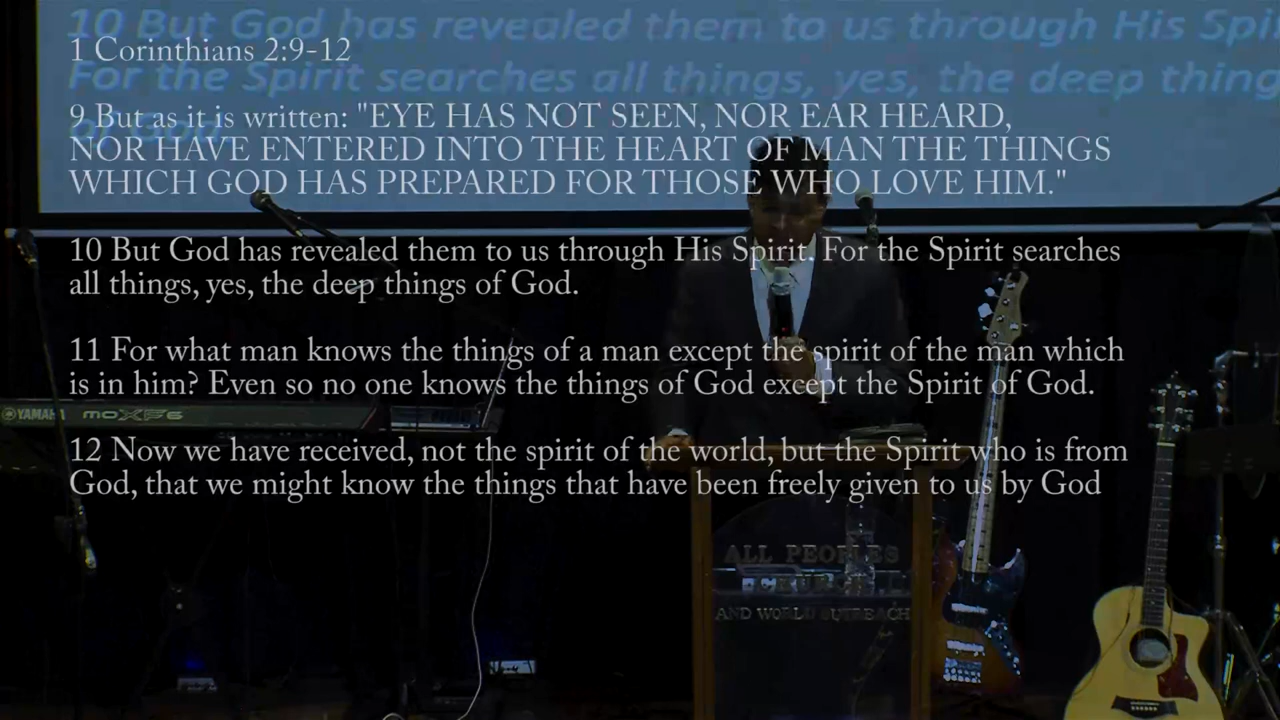 10 But God has revealed them to us through His Spi
For the Spirit searches all things, yes, the deep thing
of God.
1 Corinthians 2:9-12
9 But as it is written: "EYE HAS NOT SEEN, NOR EAR HEARD,
NOR HAVE ENTERED INTO THE HEART OF MAN THE THINGS
WHICH GOD HAS PREPARED FOR THOSE WHO LOVE HIM."
10 But God has revealed them to us through His Spirit. For the Spirit searches
all things, yes, the deep things of God.
11 For what man knows the things of a man except the spirit of the man which
is in him? Even so no one knows the things of God except the Spirit of God.
12 Now we have received, not the spirit of the world, but the Spirit who is from
God, that we might know the things that have been freely given to us by God
YAMAHA MOXF6
ALL PEOPLES
CHURCH
AND WORLD OUTREACH